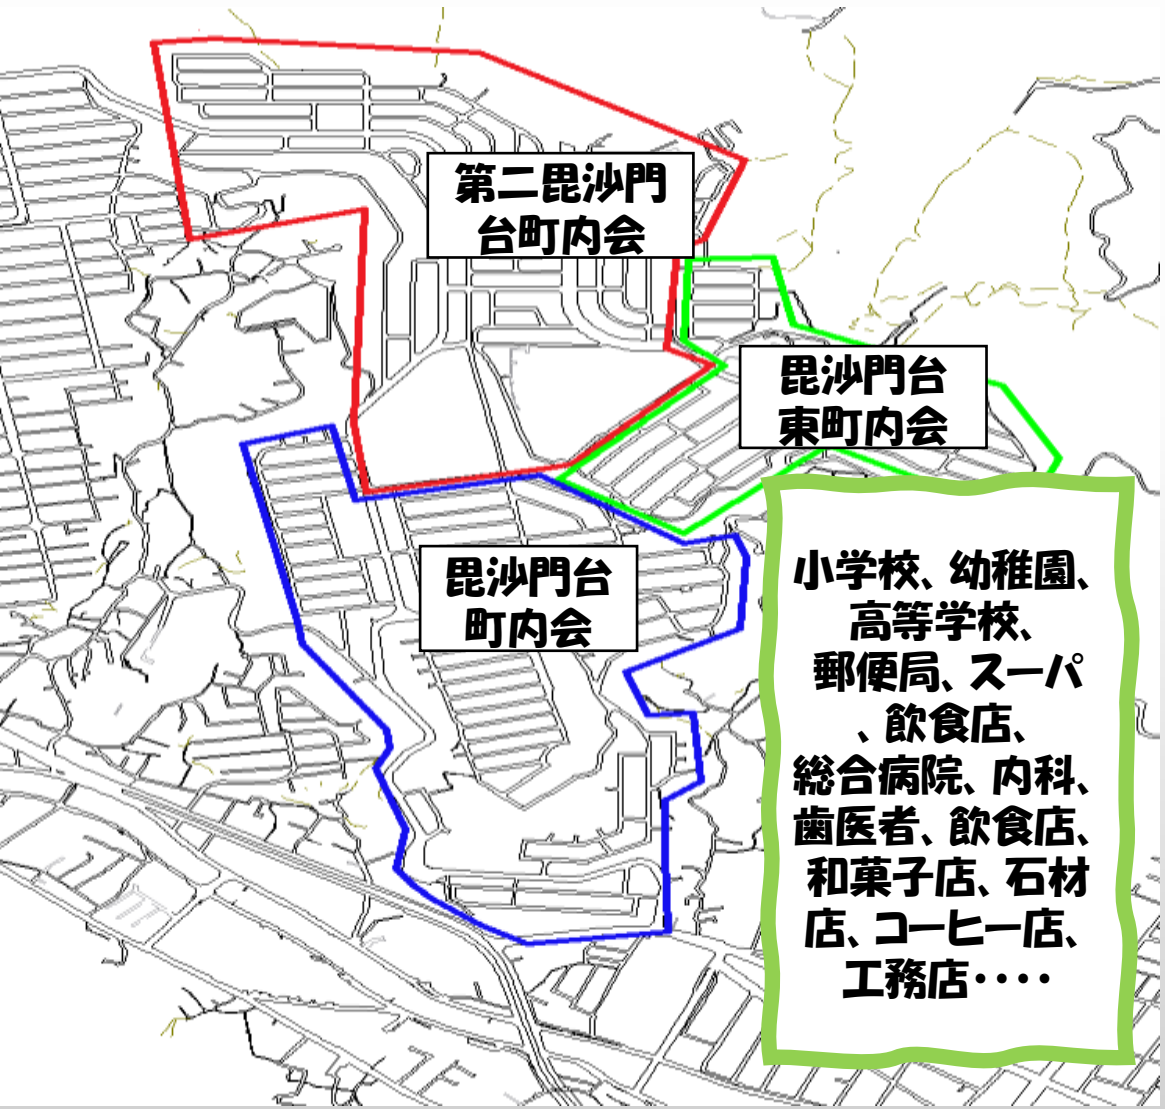 第二毘沙門
台町内会
毘沙門台
東町内会
毘沙門台
町内会
小学校、幼稚園、
高等学校、
郵便局、スーパ
、飲食店、
総合病院、内科、
歯医者、飲食店、
和菓子店、石材
店、コーヒー店、
工務店････